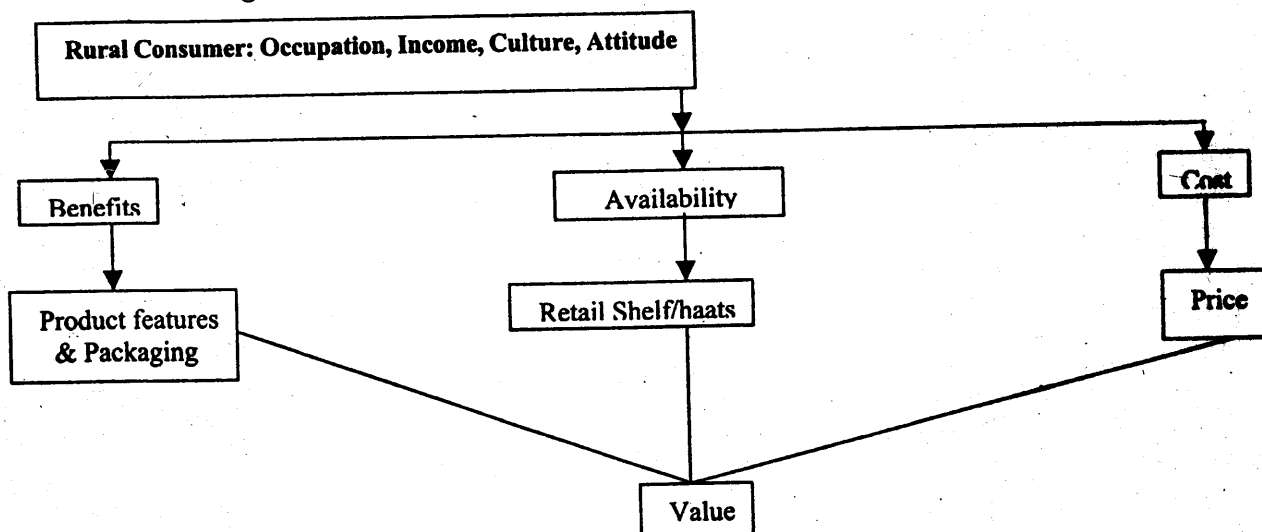 Rural Consumer: Occupation, Income, Culture, Attitude
Benefits
Availability
Cost
Product features
& Packaging
Retail Shelf/haats
Price
Value